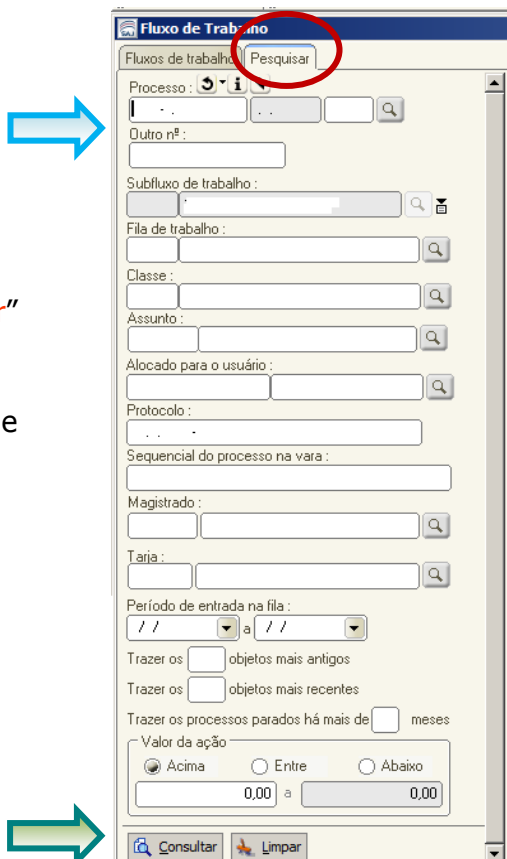 Fluxo de Trabalho
Fluxos de trabalho Pesquisar
Processo :
- . . .
Outro nº :
Subfluxo de trabalho :
Fila de trabalho :
Classe :
r"
Assunto :
Alocado para o usuário :
e
Protocolo :
. . -
Sequencial do processo na vara :
Magistrado :
Tarja :
Período de entrada na fila :
/ / a / /
Trazer os objetos mais antigos
Trazer os objetos mais recentes
Trazer os processos parados há mais de meses
Valor da ação
Acima Entre Abaixo
0,00 a 0,00
Consultar Limpar